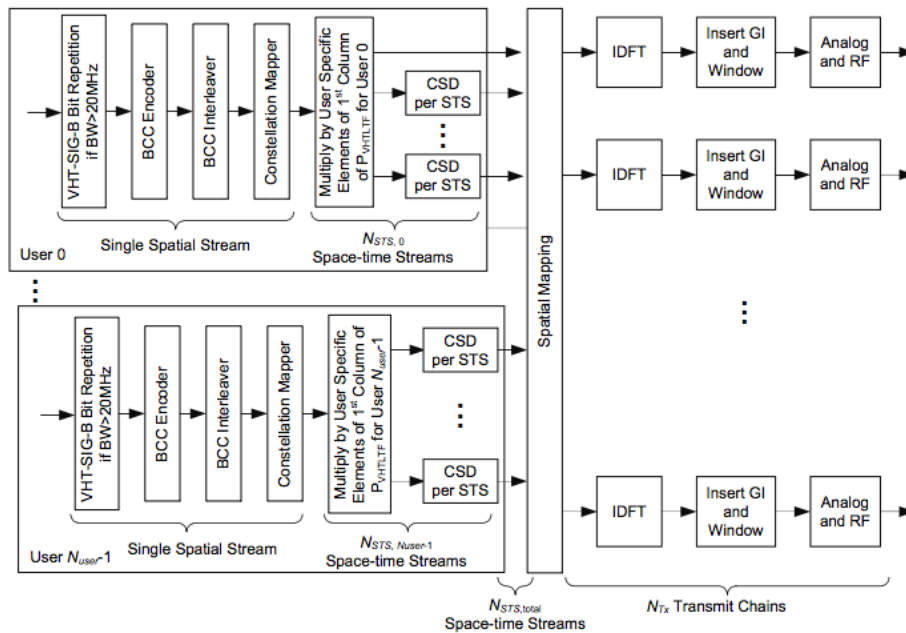 VHT-SIG-B Bit Repetition
if BW>20MHz
BCC Encoder
BCC Interleaver
Constellation Mapper
Multiply by User Specific
Elements of 1st Column
of PVHTLTF for User 0
CSD
per STS
CSD
per STS
Single Spatial Stream
NSTS, 0
Space-time Streams
User 0
VHT-SIG-B Bit Repetition
if BW>20MHz
BCC Encoder
BCC Interleaver
Constellation Mapper
Multiply by User Specific
Elements of 1st Column of
PVHTLTF for User Nuser-1
CSD
per STS
CSD
per STS
Single Spatial Stream
NSTS, Nuser-1
Space-time Streams
User Nuser-1
Spatial Mapping
IDFT
Insert GI
and
Window
Analog
and RF
IDFT
Insert GI
and
Window
Analog
and RF
IDFT
Insert GI
and
Window
Analog
and RF
NSTS,total
Space-time Streams
NTx Transmit Chains